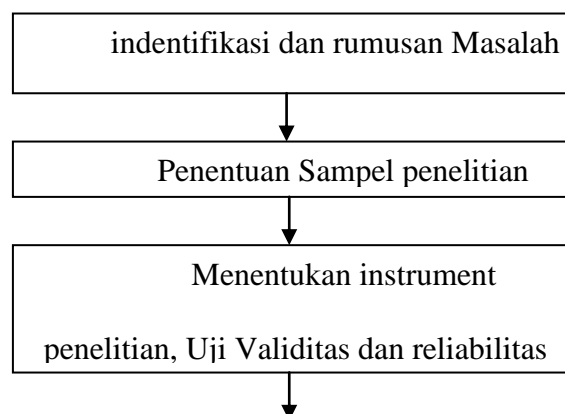 indentifikasi dan rumusan Masalah
Penentuan Sampel penelitian
Menentukan instrument
penelitian, Uji Validitas dan reliabilitas